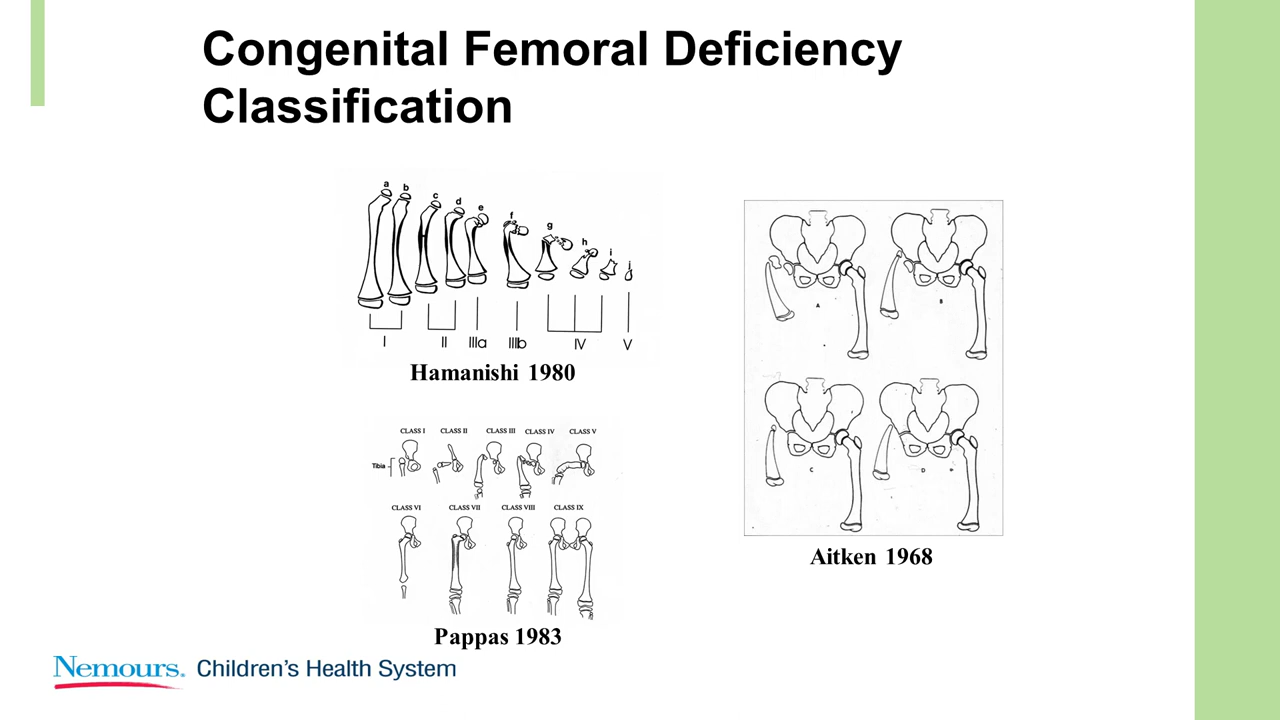 Congenital Femoral Deficiency
Classification
a b c d e f g h i j
I II IIIa IIIb IV V
Hamanishi 1980
CLASS I CLASS II CLASS III CLASS IV CLASS V
Tibia
CLASS VI CLASS VII CLASS VIII CLASS IX
Pappas 1983
A B
C D
Aitken 1968
Nemours. Children's Health System